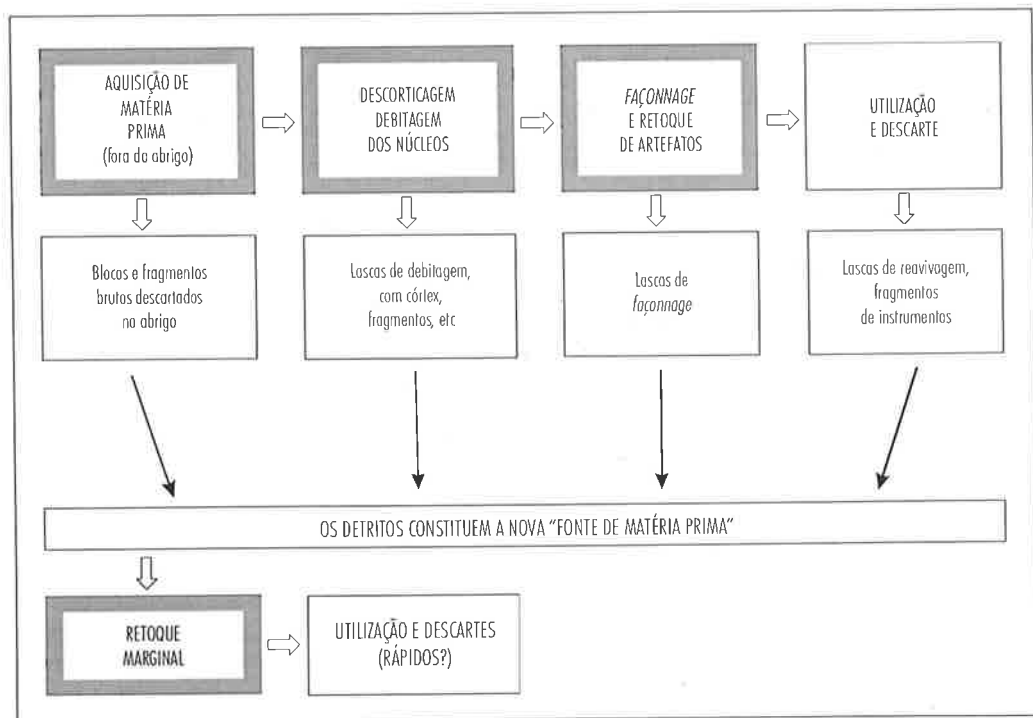 AQUISIÇÃO DE
MATÉRIA
PRIMA
(fora da abrigo)
DESCORTICAGEM
DEBITAGEM
DOS NÚCLEOS
FAÇONNAGE
E RETOQUE
DE ARTEFATOS
UTILIZAÇÃO
E DESCARTE
Blocos e fragmentos
brutos descartados
no abrigo
Lascas de debitagem,
com córtex,
fragmentos, etc
Lascas de
façonnage
Lascas de reavivagem,
fragmentos
de instrumentos
OS DETRITOS CONSTITUEM A NOVA “FONTE DE MATÉRIA PRIMA”
RETOQUE
MARGINAL
UTILIZAÇÃO E DESCARTES
(RÁPIDOS?)